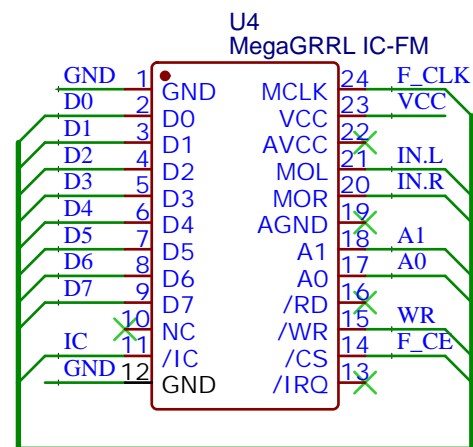 U4
MegaGRRL IC-FM
GND 1 GND MCLK 24 F_CLK
D0 2 D0 VCC 23 VCC
D1 3 D1 AVCC 22
D2 4 D2 MOL 21 IN.L
D3 5 D3 MOR 20 IN.R
D4 6 D4 AGND 19
D5 7 D5 A1 18 A1
D6 8 D6 A0 17 A0
D7 9 D7 /RD 16
10 NC /WR 15 WR
IC 11 /IC /CS 14 F_CE
GND 12 GND /IRQ 13